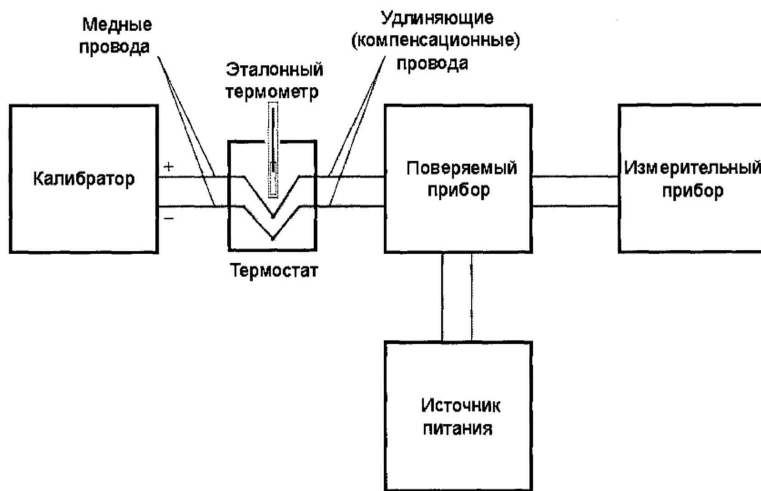 Медные
провода
Эталонный
термометр
Удлиняющие
(компенсационные)
провода
Калибратор
+
–
Термостат
Поверяемый
прибор
Измерительный
прибор
Источник
питания